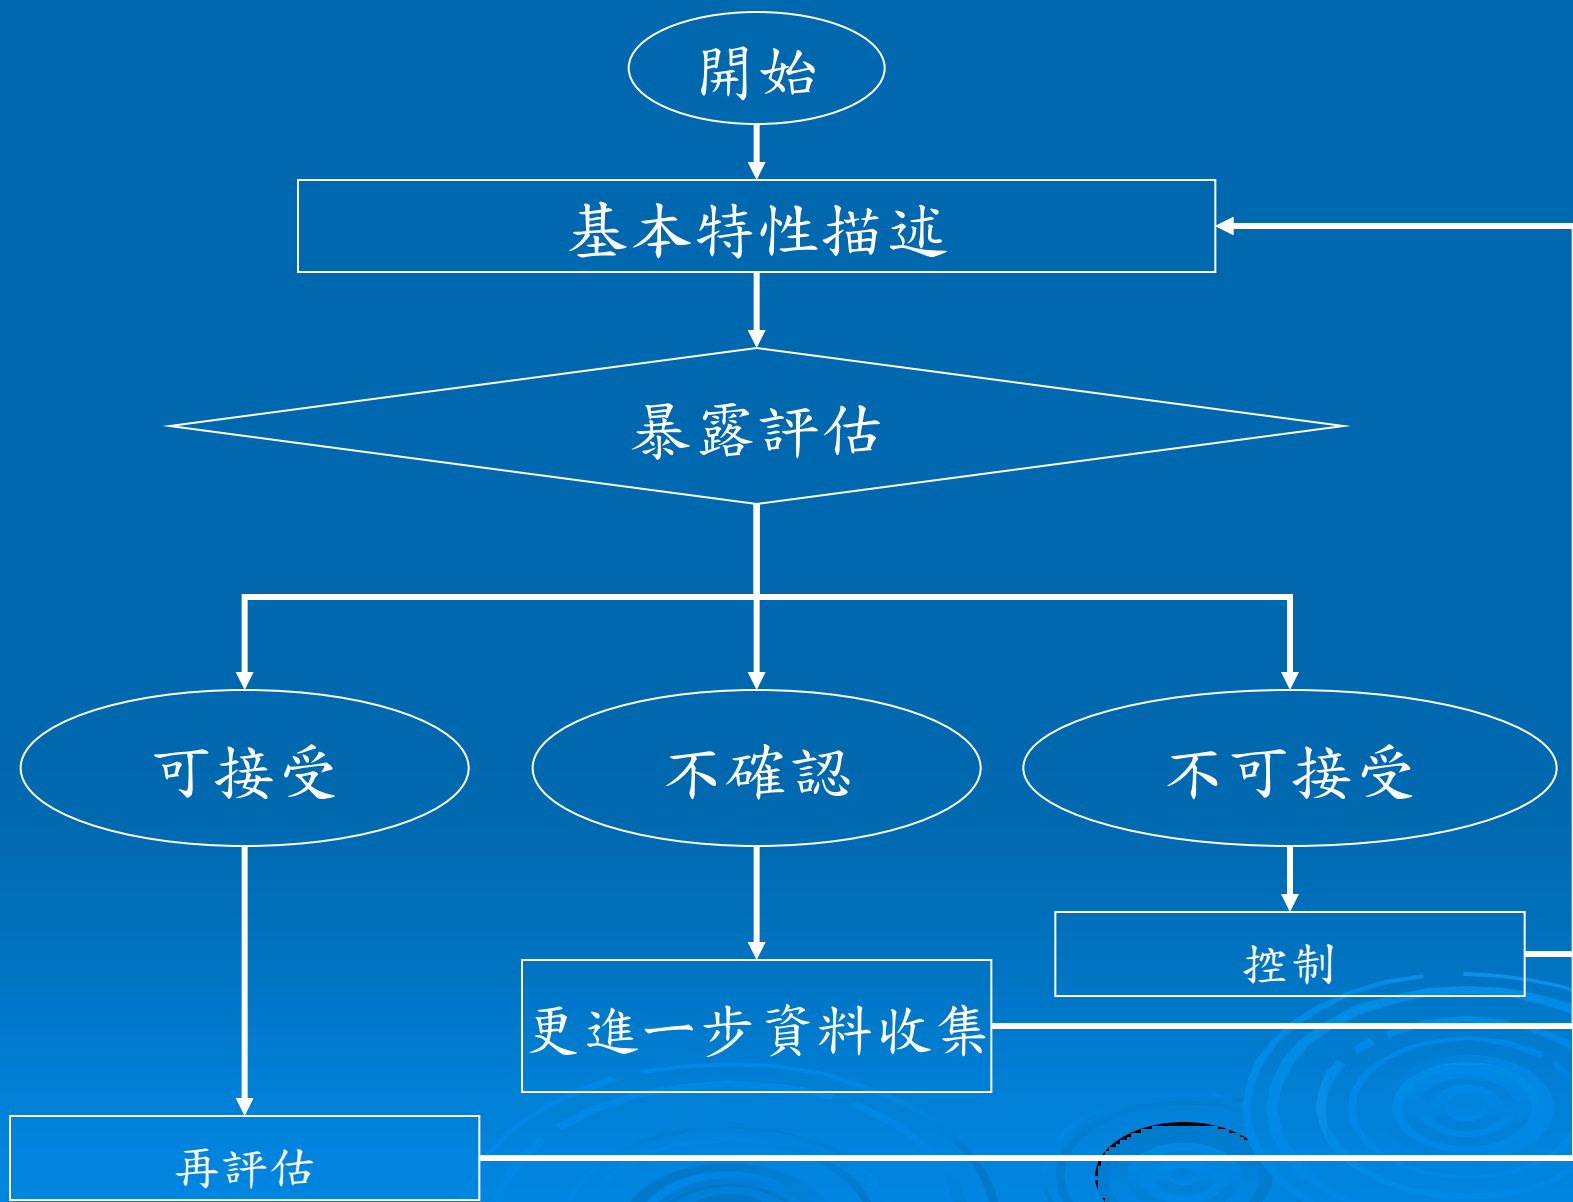 開始
基本特性描述
暴露評估
可接受
不確認
不可接受
控制
更進一步資料收集
再評估